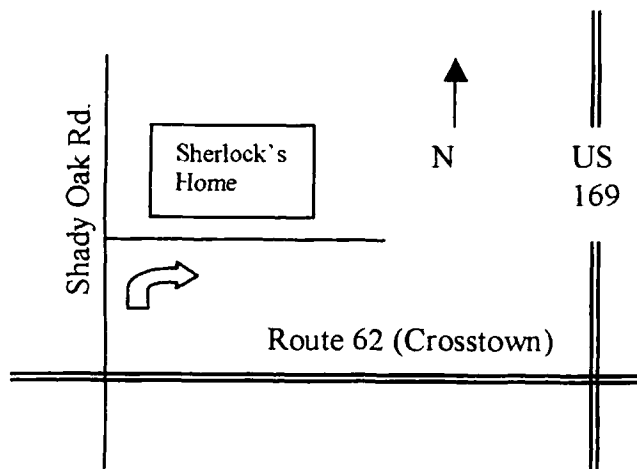 Shady Oak Rd.
Sherlock's
Home
N
US
169
Route 62 (Crosstown)